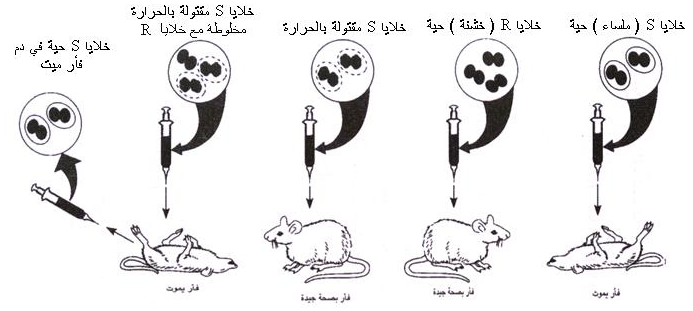 خلايا S ( ملساء ) حية
خلايا R ( خشنة ) حية
خلايا S مقتولة بالحرارة
خلايا S مقتولة بالحرارة
مخلوطة مع خلايا R
خلايا S حية في دم
فأر ميت
فأر يموت
فأر بصحة جيدة
فأر بصحة جيدة
فأر يموت